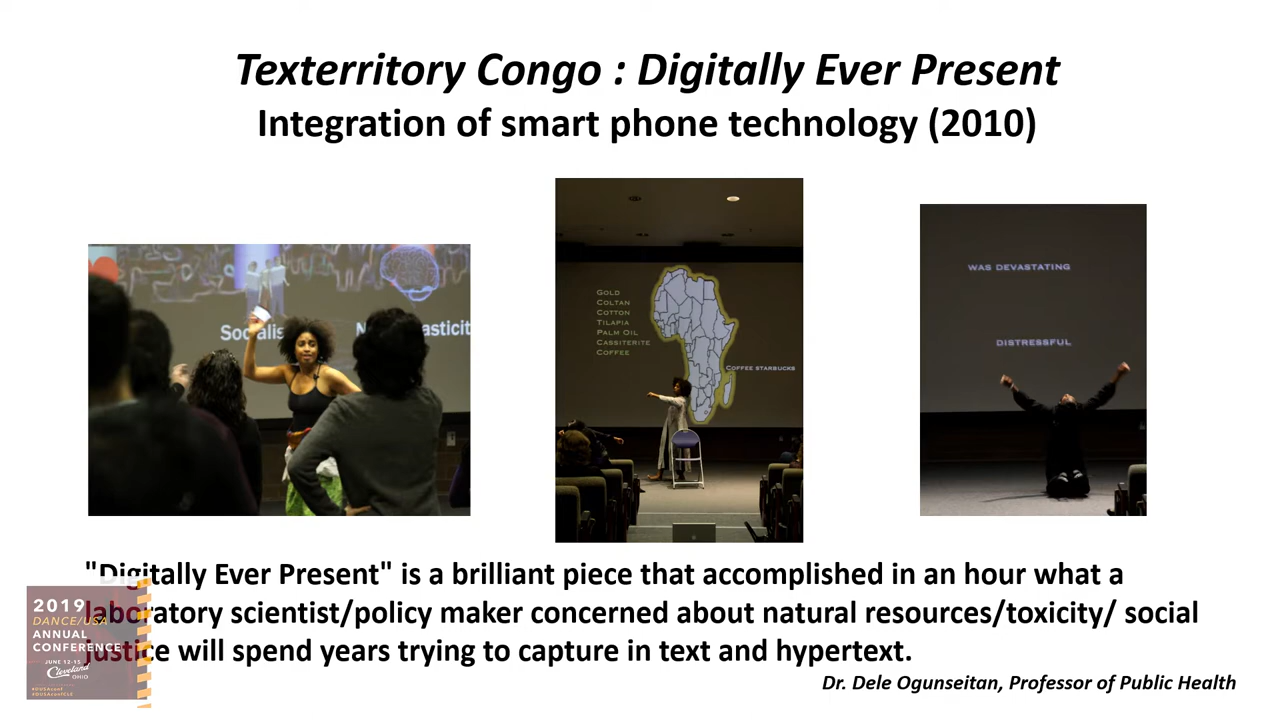 Texterritory Congo : Digitally Ever Present
Integration of smart phone technology (2010)
WAS DEVASTATING
DISTRESSFUL
GOLD
COLTAN
COTTON
TILAPIA
PALM OIL
CASSITERITE
COFFEE
COFFEE STARBUCKS
"Digitally Ever Present" is a brilliant piece that accomplished in an hour what a
laboratory scientist/policy maker concerned about natural resources/toxicity/ social
justice will spend years trying to capture in text and hypertext.
Dr. Dele Ogunseitan, Professor of Public Health
2019
DANCE/USA
ANNUAL
CONFERENCE
JUNE 12-15
Cleveland
OHIO